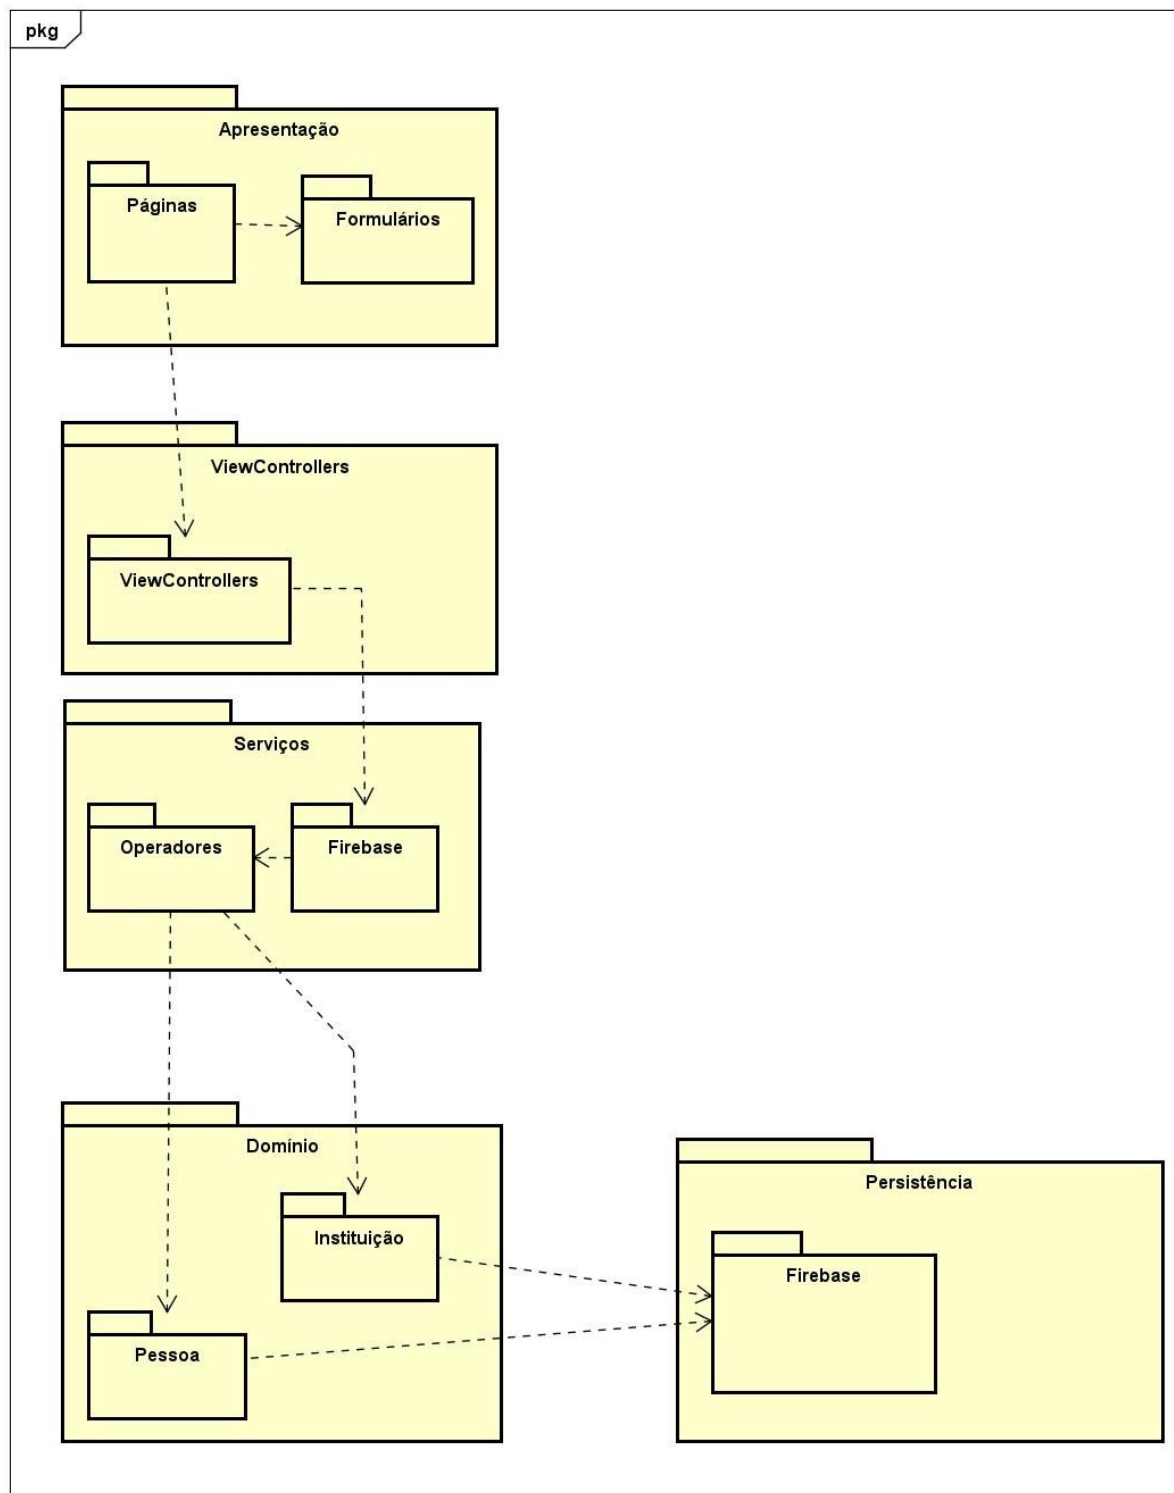 pkg
Apresentação
Páginas
Formulários
ViewControllers
ViewControllers
Serviços
Operadores
Firebase
Domínio
Persistência
Instituição
Firebase
Pessoa